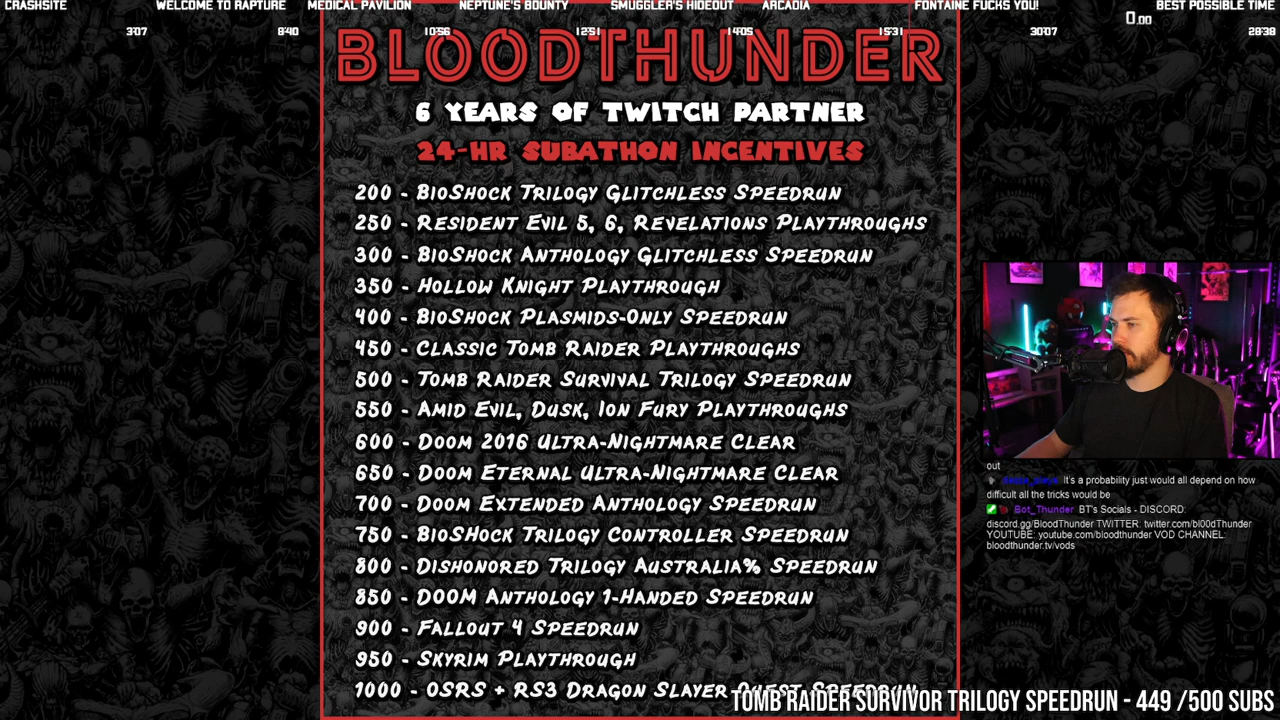 CRASHSITE WELCOME TO RAPTURE MEDICAL PAVILION NEPTUNE'S BOUNTY SMUGGLER'S HIDEOUT ARCADIA FONTAINE FUCKS YOU! BEST POSSIBLE TIME
0.00
3:07 8:40 10:56 12:51 14:05 15:31 30:07 28:38
BLOODTHUNDER
6 YEARS OF TWITCH PARTNER
24-HR SUBATHON INCENTIVES
200 - BIOSHOCK TRILOGY GLITCHLESS SPEEDRUN
250 - RESIDENT EVIL 5, 6, REVELATIONS PLAYTHROUGHS
300 - BIOSHOCK ANTHOLOGY GLITCHLESS SPEEDRUN
350 - HOLLOW KNIGHT PLAYTHROUGH
400 - BIOSHOCK PLASMIDS-ONLY SPEEDRUN
450 - CLASSIC TOMB RAIDER PLAYTHROUGHS
500 - TOMB RAIDER SURVIVAL TRILOGY SPEEDRUN
550 - AMID EVIL, DUSK, ION FURY PLAYTHROUGHS
600 - DOOM 2016 ULTRA-NIGHTMARE CLEAR
650 - DOOM ETERNAL ULTRA-NIGHTMARE CLEAR
700 - DOOM EXTENDED ANTHOLOGY SPEEDRUN
750 - BIOSHOCK TRILOGY CONTROLLER SPEEDRUN
800 - DISHONORED TRILOGY AUSTRALIA% SPEEDRUN
850 - DOOM ANTHOLOGY 1-HANDED SPEEDRUN
900 - FALLOUT 4 SPEEDRUN
950 - SKYRIM PLAYTHROUGH
1000 - OSRS + RS3 DRAGON SLAYER QUEST SPEEDRUN
out
It's a probability just would all depend on how
difficult all the tricks would be
Bot_Thunder BT's Socials - DISCORD:
discord.gg/BloodThunder TWITTER: twitter.com/bl00dThunder
YOUTUBE: youtube.com/bloodthunder VOD CHANNEL:
bloodthunder.tv/vods
TOMB RAIDER SURVIVOR TRILOGY SPEEDRUN - 449 /500 SUBS